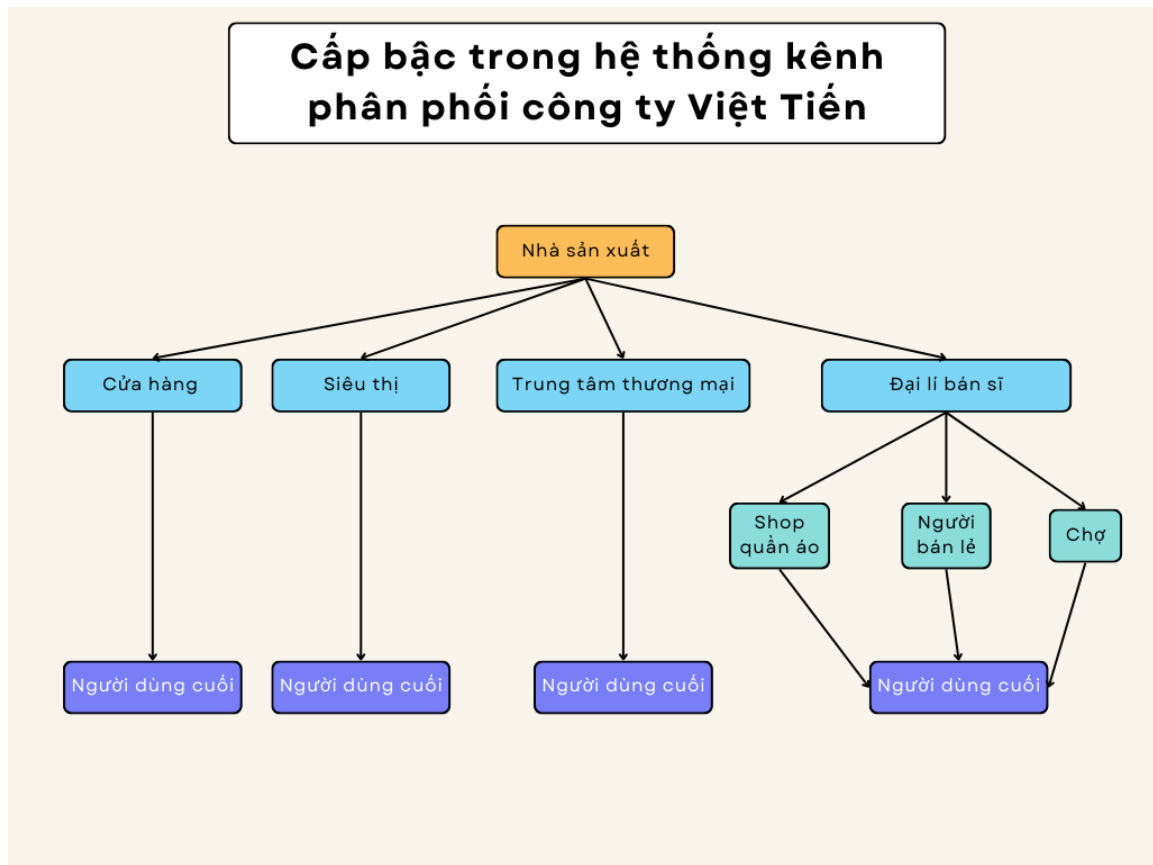 Cấp bậc trong hệ thống kênh
phân phối công ty Việt Tiến
Nhà sản xuất
Cửa hàng
Siêu thị
Trung tâm thương mại
Đại lí bán sĩ
Shop
quần áo
Người
bán lẻ
Chợ
Người dùng cuối
Người dùng cuối
Người dùng cuối
Người dùng cuối